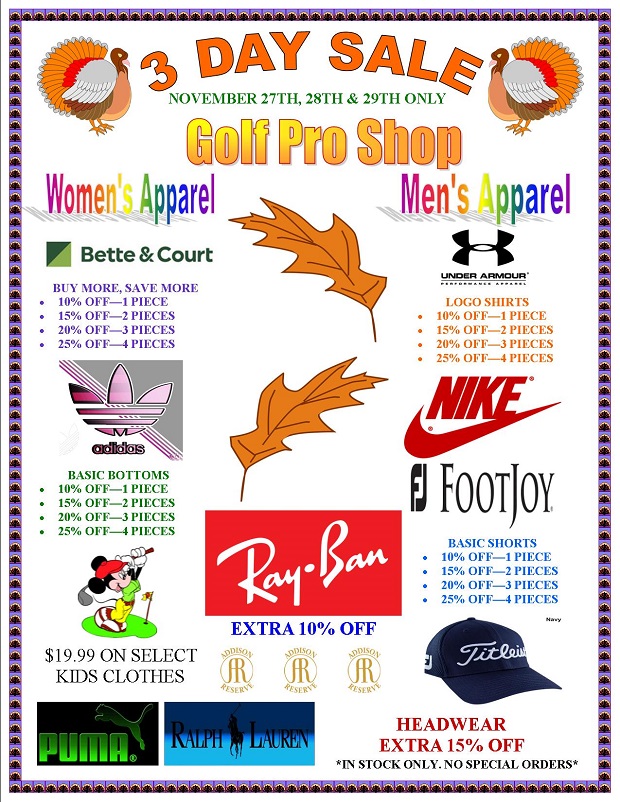 3 DAY SALE
NOVEMBER 27TH, 28TH & 29TH ONLY
Golf Pro Shop
Women's Apparel
Bette & Court
BUY MORE, SAVE MORE
• 10% OFF—1 PIECE
• 15% OFF—2 PIECES
• 20% OFF—3 PIECES
• 25% OFF—4 PIECES
adidas
BASIC BOTTOMS
• 10% OFF—1 PIECE
• 15% OFF—2 PIECES
• 20% OFF—3 PIECES
• 25% OFF—4 PIECES
$19.99 ON SELECT
KIDS CLOTHES
PUMA®
Men's Apparel
UNDER ARMOUR®
PERFORMANCE APPAREL
LOGO SHIRTS
• 10% OFF—1 PIECE
• 15% OFF—2 PIECES
• 20% OFF—3 PIECES
• 25% OFF—4 PIECES
NIKE®
FJ FOOTJOY®
BASIC SHORTS
• 10% OFF—1 PIECE
• 15% OFF—2 PIECES
• 20% OFF—3 PIECES
• 25% OFF—4 PIECES
Ray-Ban
EXTRA 10% OFF
ADDISON RESERVE
ADDISON RESERVE
ADDISON RESERVE
RALPH LAUREN
Navy
FJ
Titleist
HEADWEAR
EXTRA 15% OFF
*IN STOCK ONLY. NO SPECIAL ORDERS*